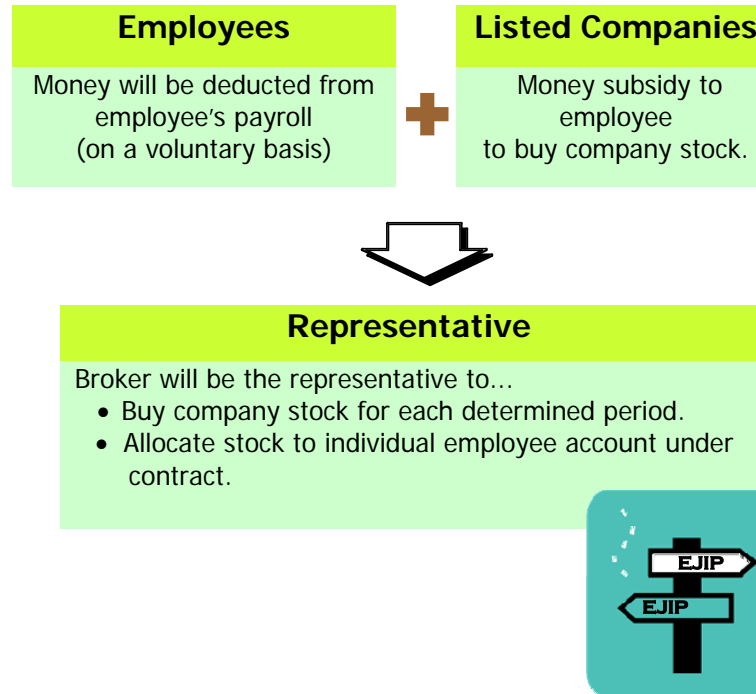 Employees
Money will be deducted from
employee's payroll
(on a voluntary basis)
Listed Companies
Money subsidy to
employee
to buy company stock.
Representative
Broker will be the representative to…
• Buy company stock for each determined period.
• Allocate stock to individual employee account under
contract.
EJIP
EJIP